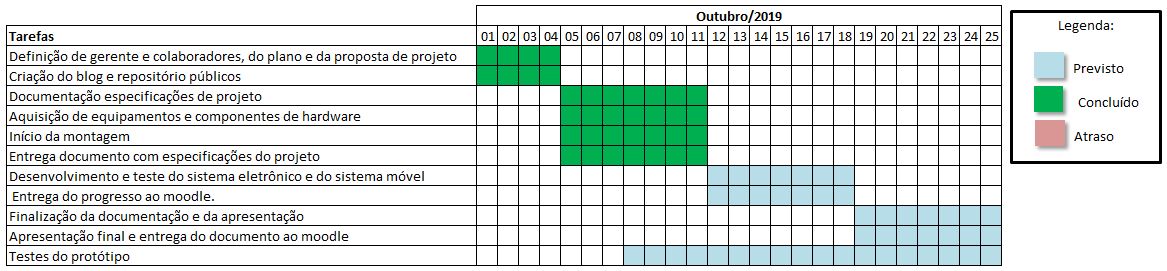 Outubro/2019
Tarefas 01 02 03 04 05 06 07 08 09 10 11 12 13 14 15 16 17 18 19 20 21 22 23 24 25
Definição de gerente e colaboradores, do plano e da proposta de projeto
Criação do blog e repositório públicos
Documentação especificações de projeto
Aquisição de equipamentos e componentes de hardware
Início da montagem
Entrega documento com especificações do projeto
Desenvolvimento e teste do sistema eletrônico e do sistema móvel
Entrega do progresso ao moodle.
Finalização da documentação e da apresentação
Apresentação final e entrega do documento ao moodle
Testes do protótipo
Legenda:
Previsto
Concluído
Atraso